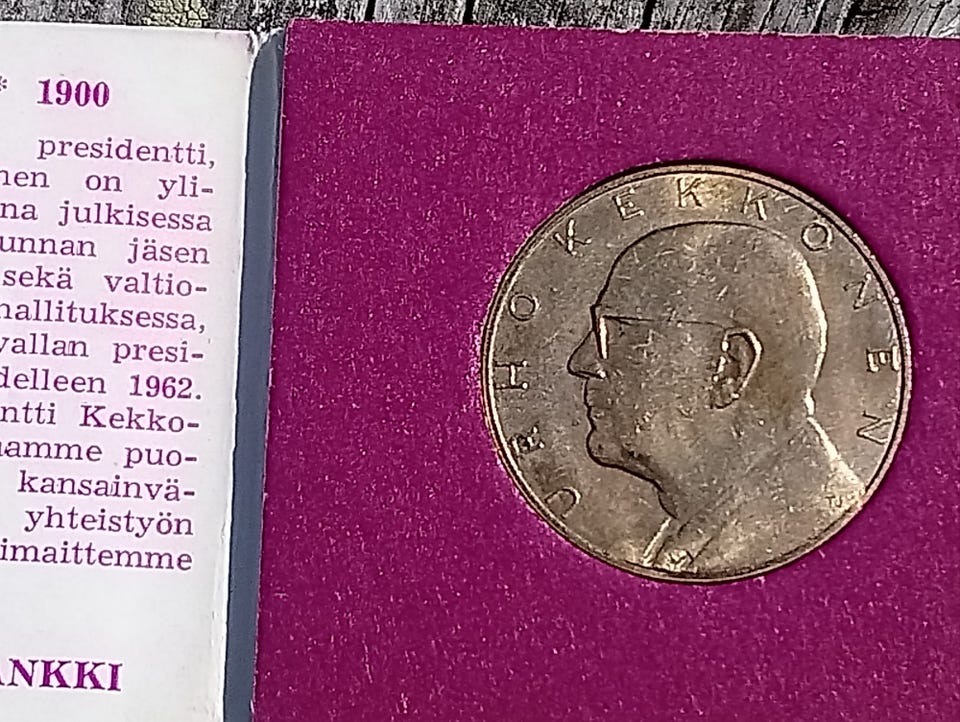 * 1900
presidentti,
nen on yli-
na julkisessa
unnan jäsen
sekä valtio-
hallituksessa,
vallan presi-
delleen 1962.
ntti Kekko-
aamme puo-
kansainvä-
yhteistyön
imaittemme
ANKKI
URHO KEKKONEN